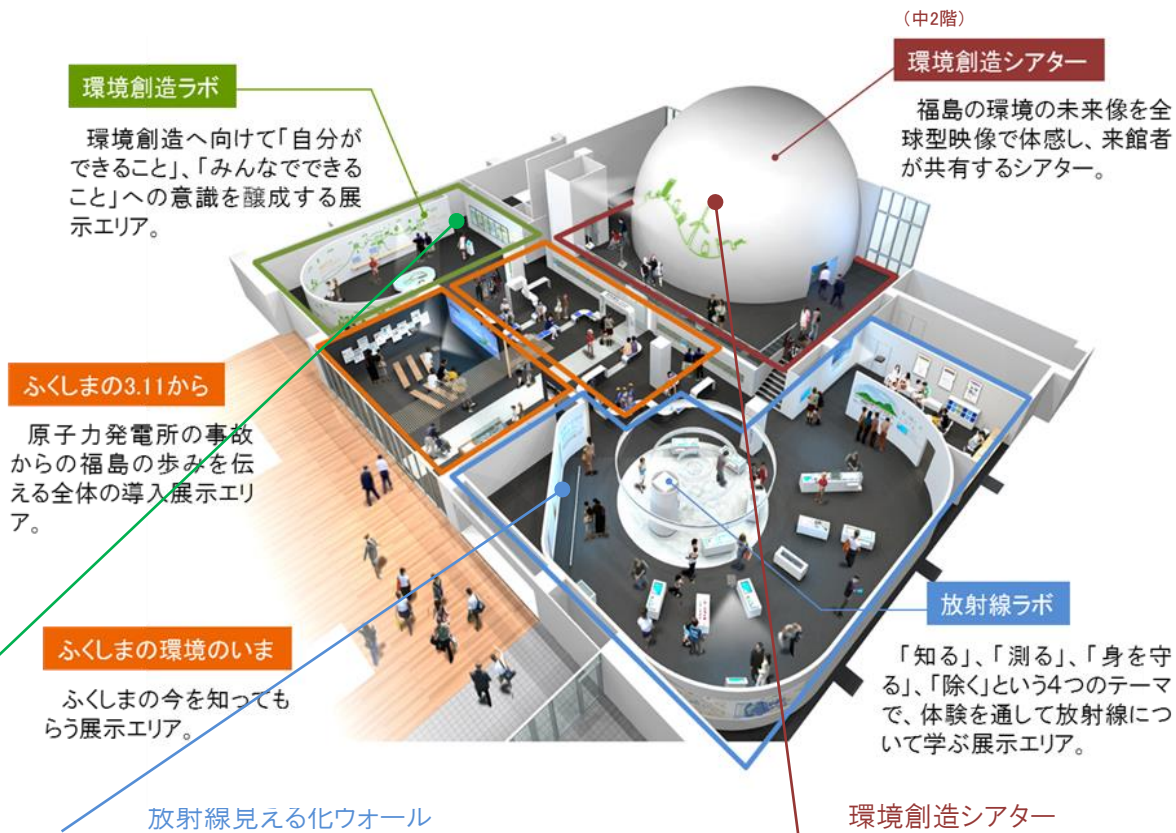 （中2階）
環境創造シアター
福島の環境の未来像を全
球型映像で体感し、来館者
が共有するシアター。
環境創造ラボ
環境創造へ向けて「自分が
できること」、「みんなでできる
こと」への意識を醸成する展
示エリア。
ふくしまの3.11から
原子力発電所の事故
からの福島の歩みを伝
える全体の導入展示エリ
ア。
ふくしまの環境のいま
ふくしまの今を知っても
らう展示エリア。
放射線ラボ
「知る」、「測る」、「身を守
る」、「除く」という4つのテーマ
で、体験を通して放射線につ
いて学ぶ展示エリア。
放射線見える化ウォール
環境創造シアター